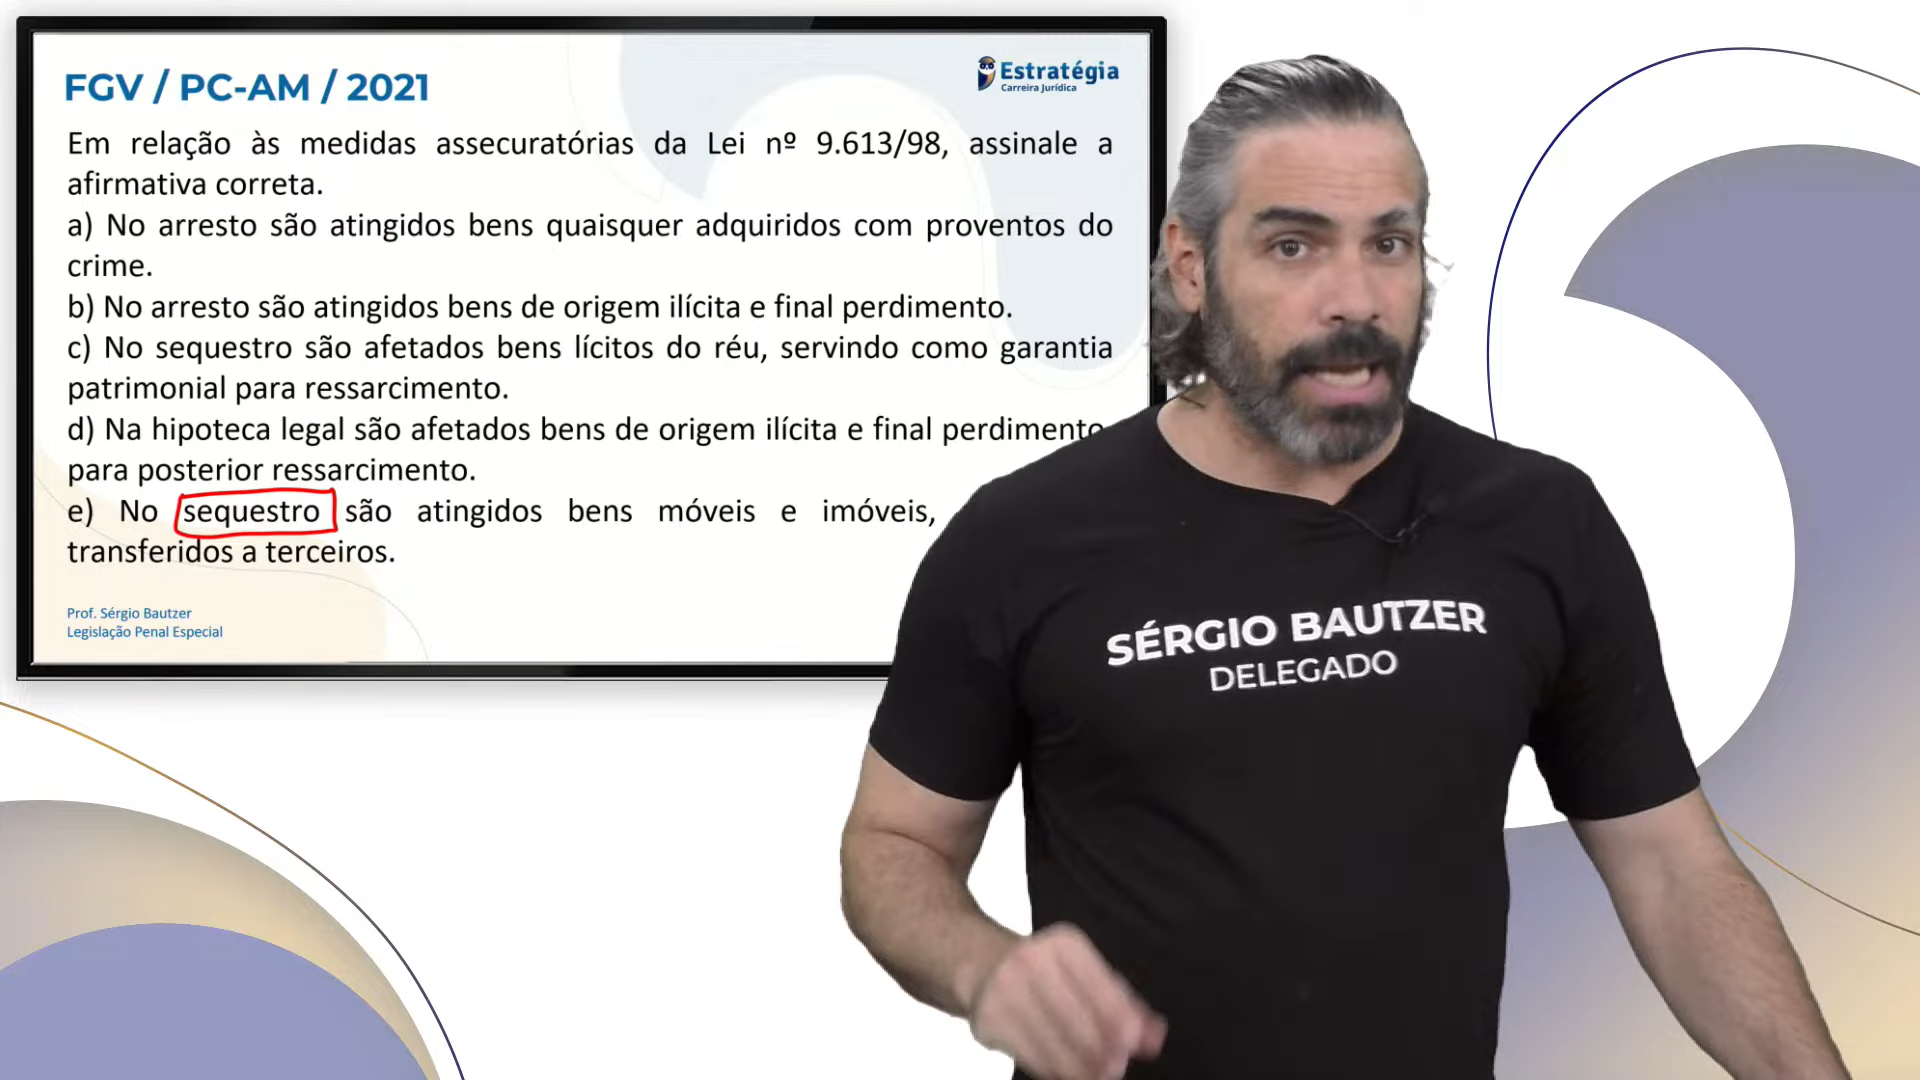 FGV / PC-AM / 2021
Estratégia
Carreira Jurídica
Em relação às medidas assecuratórias da Lei nº 9.613/98, assinale a
afirmativa correta.
a) No arresto são atingidos bens quaisquer adquiridos com proventos do
crime.
b) No arresto são atingidos bens de origem ilícita e final perdimento.
c) No sequestro são afetados bens lícitos do réu, servindo como garantia
patrimonial para ressarcimento.
d) Na hipoteca legal são afetados bens de origem ilícita e final perdimento
para posterior ressarcimento.
e) No sequestro são atingidos bens móveis e imóveis,
transferidos a terceiros.
Prof. Sérgio Bautzer
Legislação Penal Especial
SÉRGIO BAUTZER
DELEGADO